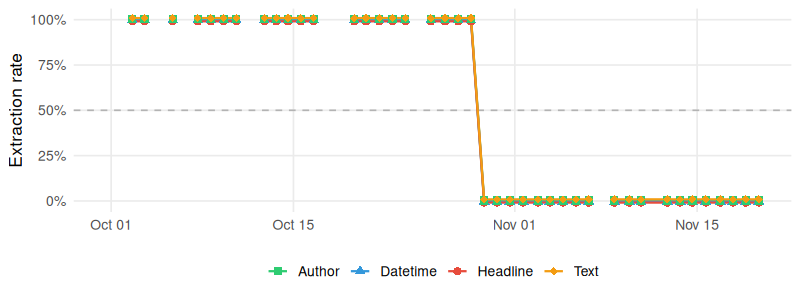 Extraction rate
100%
75%
50%
25%
0%
Oct 01 Oct 15 Nov 01 Nov 15
Author Datetime Headline Text